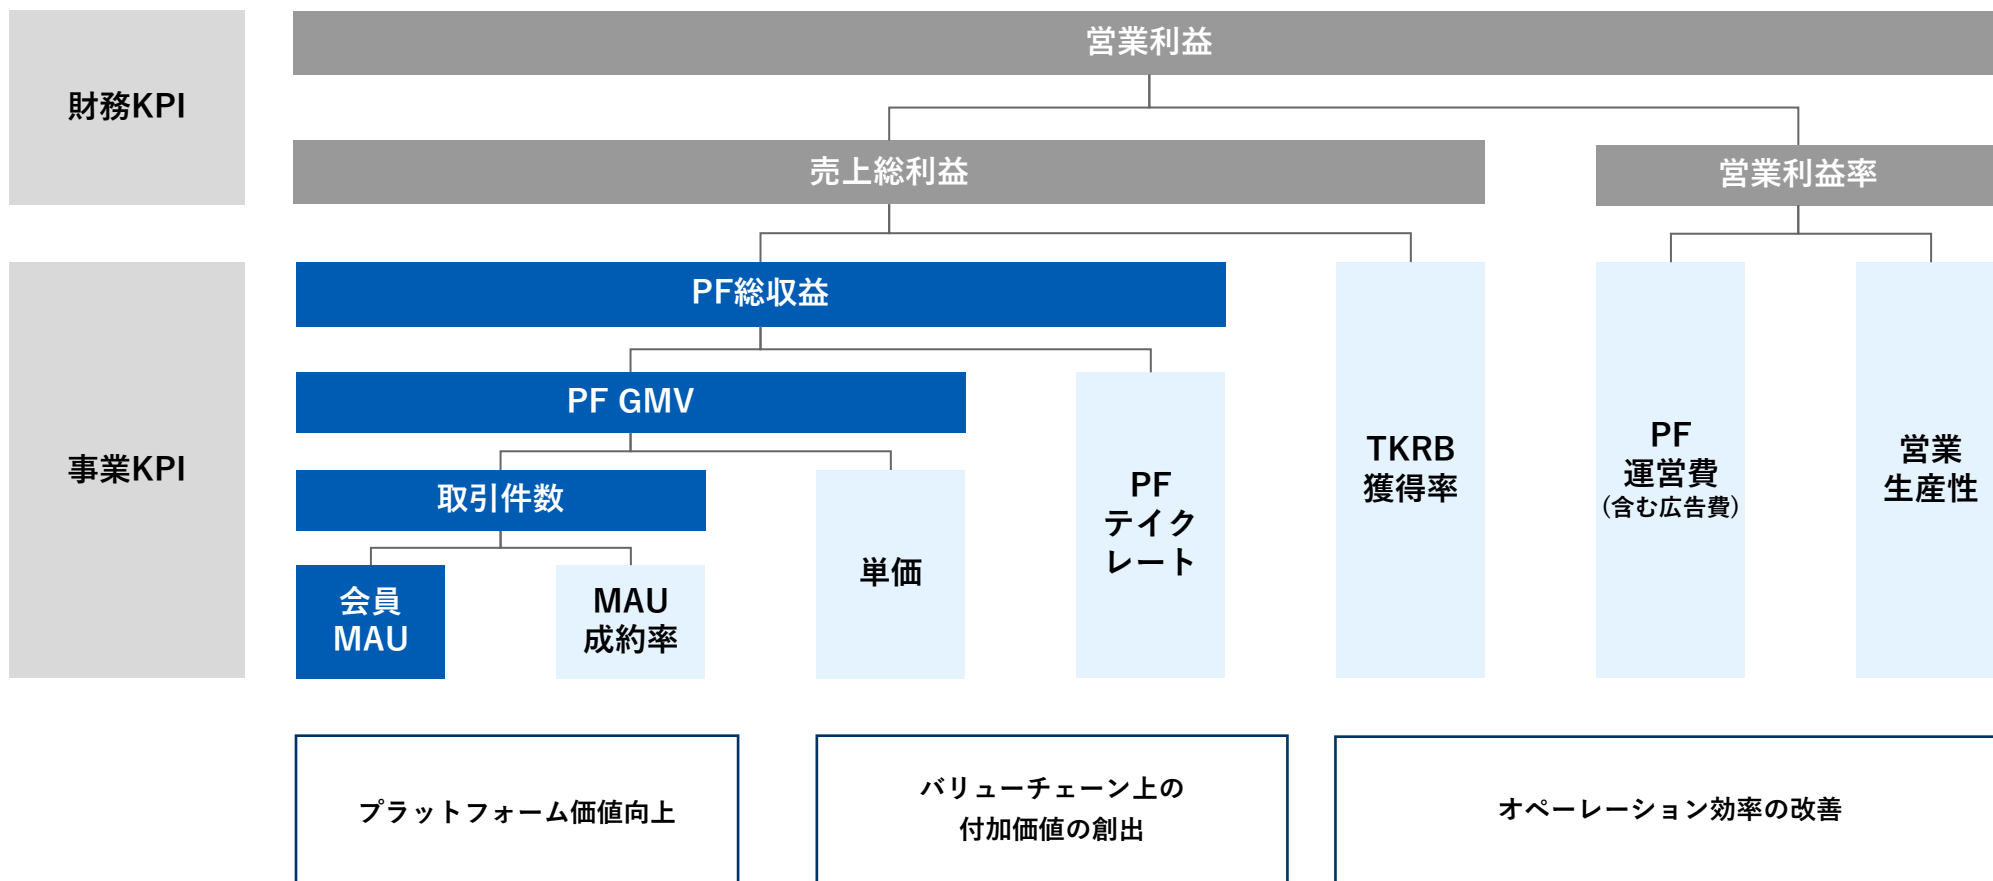 財務KPI
営業利益
売上総利益
営業利益率
事業KPI
PF総収益
PF GMV
取引件数
会員
MAU
MAU
成約率
単価
PF
テイク
レート
TKRB
獲得率
PF
運営費
(含む広告費)
営業
生産性
プラットフォーム価値向上
バリューチェーン上の
付加価値の創出
オペレーション効率の改善